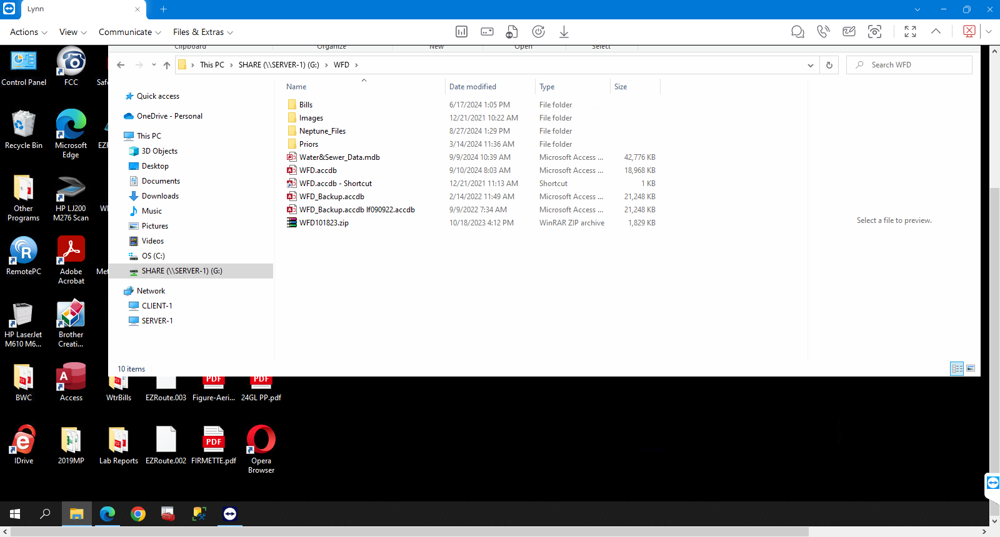 Lynn
Actions View Communicate Files & Extras
Clipboard Organize New Open Select
This PC SHARE (\\SERVER-1) (G:) WFD
Search WFD
Name Date modified Type Size
Quick access
OneDrive - Personal
This PC
3D Objects
Desktop
Documents
Downloads
Music
Pictures
Videos
OS (C:)
SHARE (\\SERVER-1) (G:)
Network
CLIENT-1
SERVER-1
Bills 6/17/2024 1:05 PM File folder
Images 12/21/2021 10:22 AM File folder
Neptune_Files 8/27/2024 1:29 PM File folder
Priors 3/14/2024 11:36 AM File folder
Water&Sewer_Data.mdb 9/9/2024 10:39 AM Microsoft Access ... 42,776 KB
WFD.accdb 9/10/2024 8:03 AM Microsoft Access ... 18,968 KB
WFD.accdb - Shortcut 12/21/2021 11:13 AM Shortcut 1 KB
WFD_Backup.accdb 2/14/2022 11:49 AM Microsoft Access ... 21,248 KB
WFD_Backup.accdb lf090922.accdb 9/9/2022 7:34 AM Microsoft Access ... 21,248 KB
WFD101823.zip 10/18/2023 4:12 PM WinRAR ZIP archive 1,829 KB
Select a file to preview.
10 items
Control Panel
FCC
Safe
Recycle Bin
Microsoft
Edge
EZF
Other
Programs
HP LJ200
M276 Scan
RemotePC
Adobe
Acrobat
Met
HP LaserJet
M610 M6...
Brother
Creati...
BWC
Access
WtrBills
EZRoute.003
PDF
Figure-Aeri...
PDF
24GL PP.pdf
IDrive
2019MP
Lab Reports
EZRoute.002
PDF
FIRMETTE.pdf
Opera
Browser